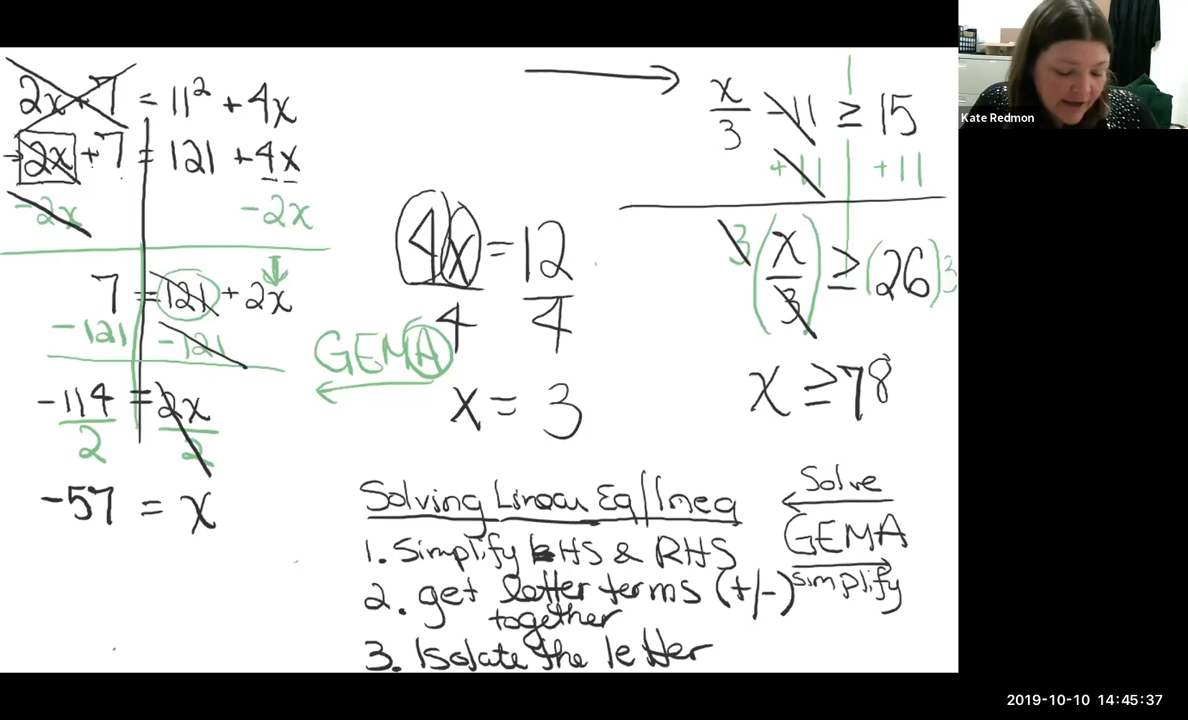 2x + 7 = 11² + 4x
2x + 7 = 121 + 4x
-2x -2x
7 = 121 + 2x
-121 -121
-114 = 2x
2 2
-57 = x
4x = 12
4 4
x = 3
GEMA
x/3 - 11 ≥ 15
+11 +11
3(x/3) ≥ (26)3
x ≥ 78
Solving Linear Eq/Ineq
1. Simplify LHS & RHS
2. get letter terms (+/-)
together
3. Isolate the letter
Solve
GEMA
simplify
Kate Redmon
2019-10-10 14:45:37